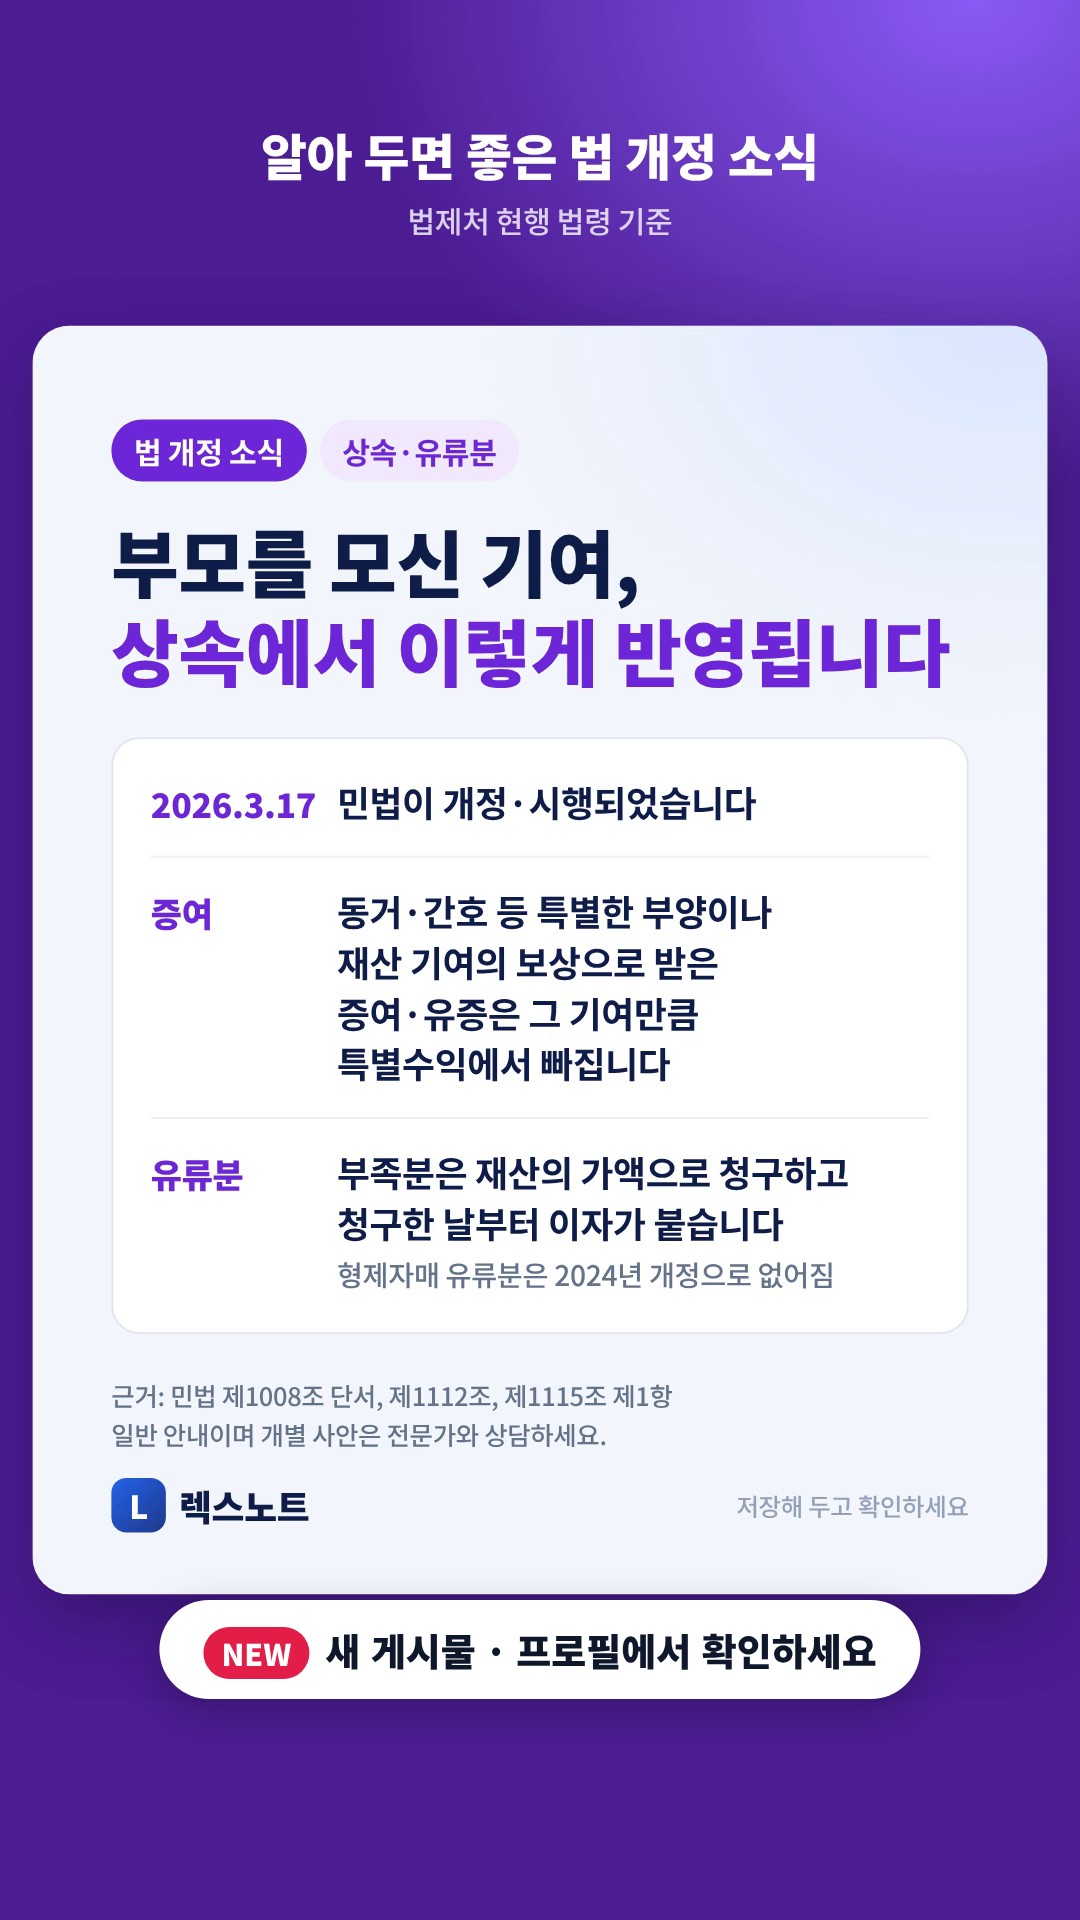 알아 두면 좋은 법 개정 소식
법제처 현행 법령 기준
법 개정 소식
상속·유류분
부모를 모신 기여,
상속에서 이렇게 반영됩니다
2026.3.17 민법이 개정·시행되었습니다
증여 동거·간호 등 특별한 부양이나
재산 기여의 보상으로 받은
증여·유증은 그 기여만큼
특별수익에서 빠집니다
유류분 부족분은 재산의 가액으로 청구하고
청구한 날부터 이자가 붙습니다
형제자매 유류분은 2024년 개정으로 없어짐
근거: 민법 제1008조 단서, 제1112조, 제1115조 제1항
일반 안내이며 개별 사안은 전문가와 상담하세요.
L 렉스노트
저장해 두고 확인하세요
NEW 새 게시물 · 프로필에서 확인하세요